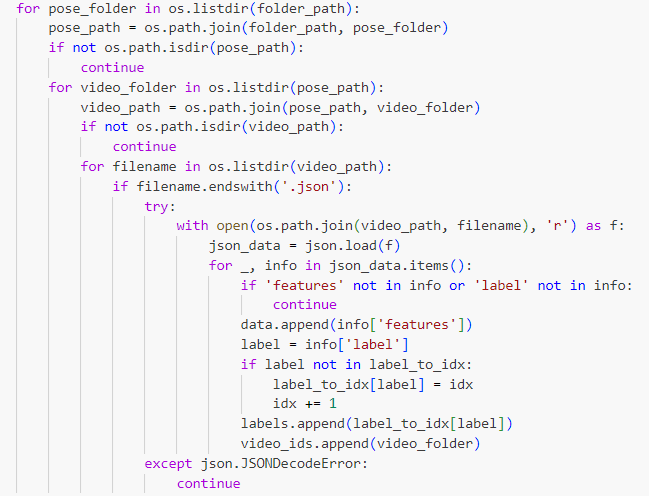 for pose_folder in os.listdir(folder_path):
    pose_path = os.path.join(folder_path, pose_folder)
    if not os.path.isdir(pose_path):
        continue
    for video_folder in os.listdir(pose_path):
        video_path = os.path.join(pose_path, video_folder)
        if not os.path.isdir(video_path):
            continue
        for filename in os.listdir(video_path):
            if filename.endswith('.json'):
                try:
                    with open(os.path.join(video_path, filename), 'r') as f:
                        json_data = json.load(f)
                        for _, info in json_data.items():
                            if 'features' not in info or 'label' not in info:
                                continue
                            data.append(info['features'])
                            label = info['label']
                            if label not in label_to_idx:
                                label_to_idx[label] = idx
                                idx += 1
                            labels.append(label_to_idx[label])
                            video_ids.append(video_folder)
                except json.JSONDecodeError:
                    continue